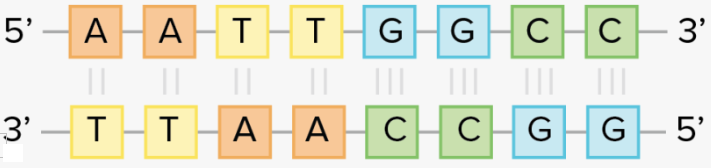 5’ A A T T G G C C 3’
3’ T T A A C C G G 5’